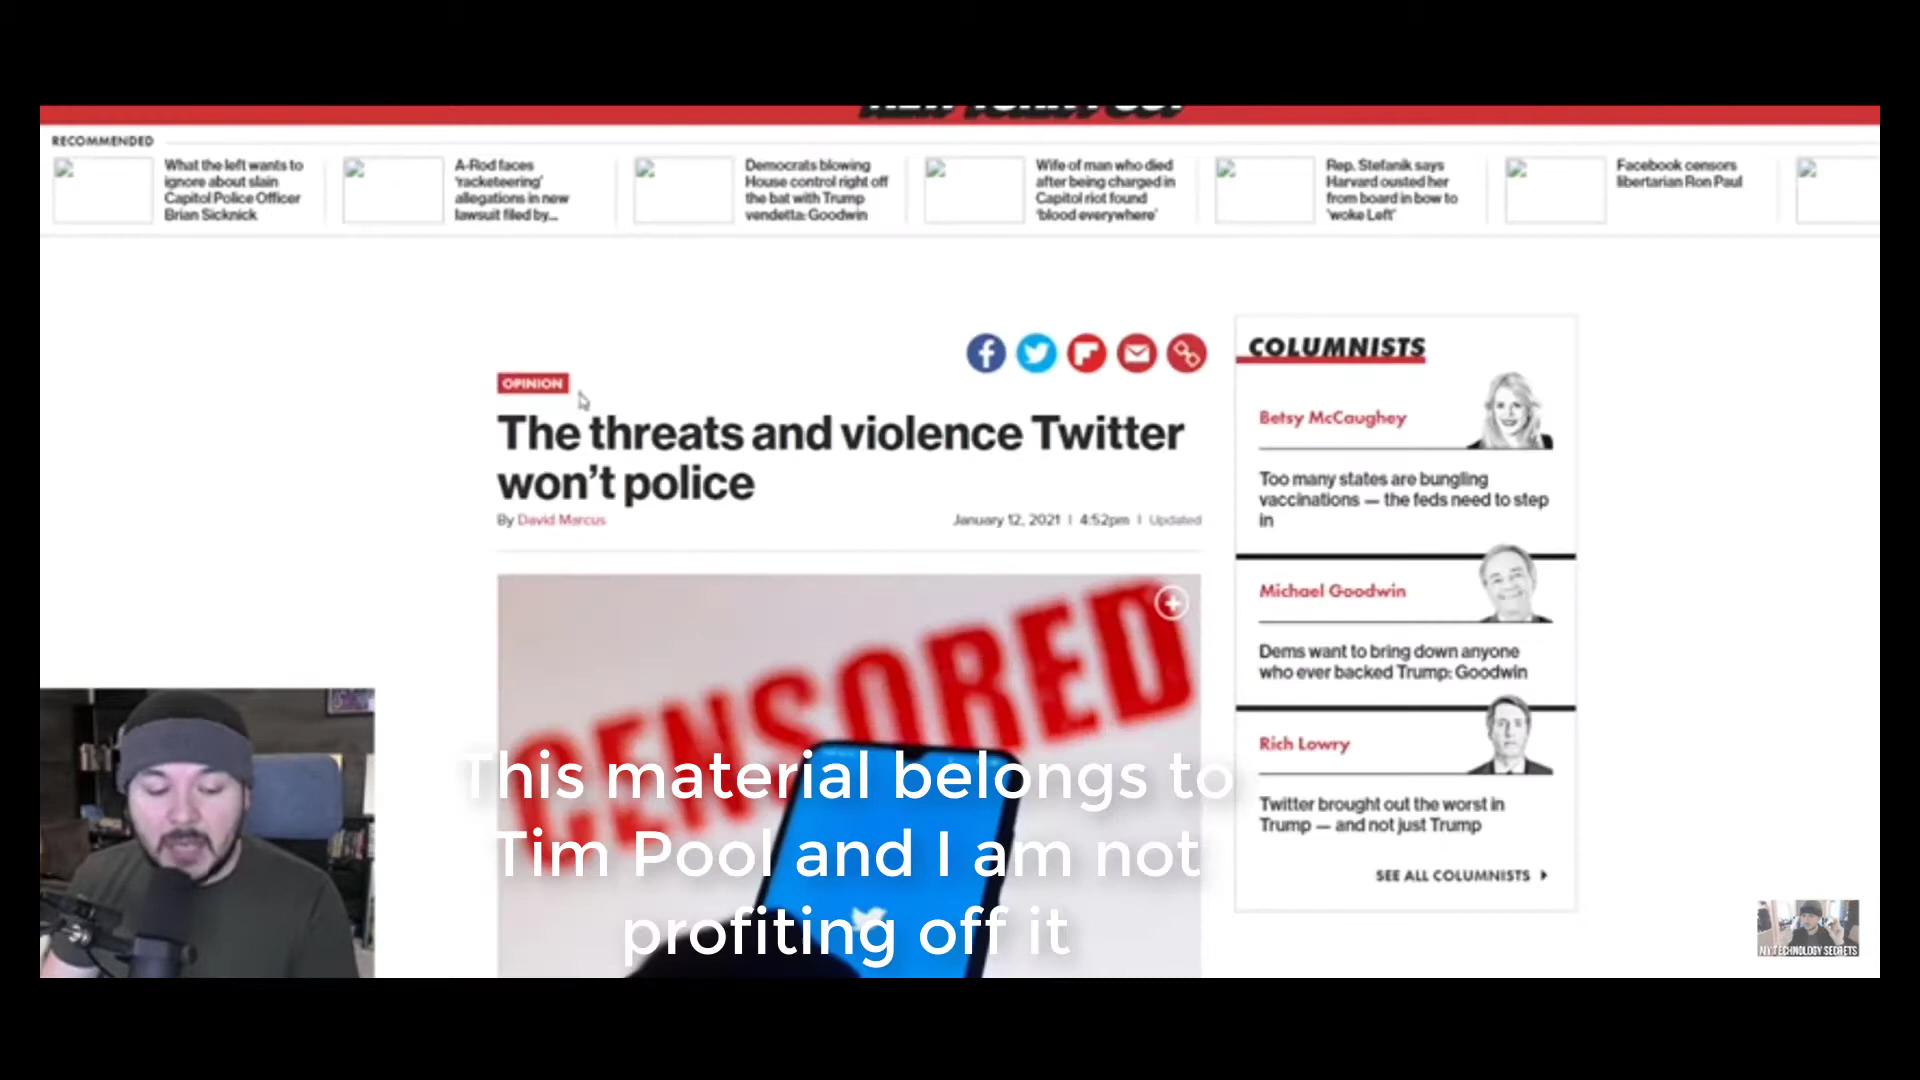 NEW YORK POST
RECOMMENDED
What the left wants to
ignore about slain
Capitol Police Officer
Brian Sicknick
A-Rod faces
'racketeering'
allegations in new
lawsuit filed by...
Democrats blowing
House control right off
the bat with Trump
vendetta: Goodwin
Wife of man who died
after being charged in
Capitol riot found
'blood everywhere'
Rep. Stefanik says
Harvard ousted her
from board in bow to
'woke Left'
Facebook censors
libertarian Ron Paul
OPINION
The threats and violence Twitter
won't police
By David Marcus
January 12, 2021 | 4:52pm | Updated
CENSORED
COLUMNISTS
Betsy McCaughey
Too many states are bungling
vaccinations — the feds need to step
in
Michael Goodwin
Dems want to bring down anyone
who ever backed Trump: Goodwin
Rich Lowry
Twitter brought out the worst in
Trump — and not just Trump
SEE ALL COLUMNISTS
This material belongs to
Tim Pool and I am not
profiting off it
TECHNOLOGY SECRETS